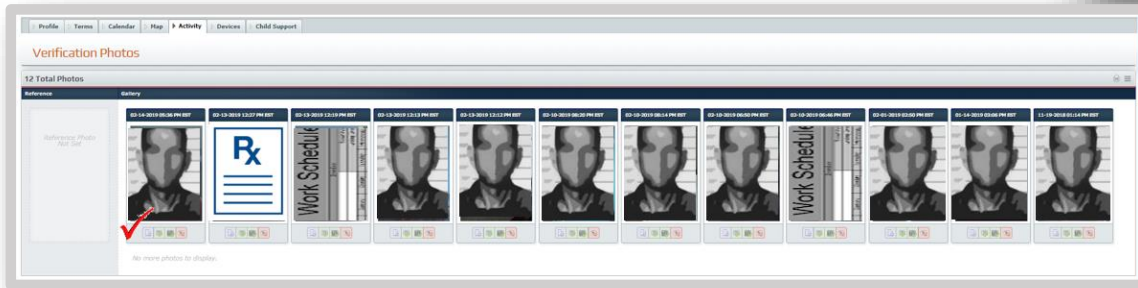 Profile Terms Calendar Map Activity Devices Child Support
Verification Photos
12 Total Photos
Reference Gallery
02-14-2019 05:36 PM EST 02-13-2019 12:27 PM EST 02-13-2019 12:19 PM EST 02-13-2019 12:13 PM EST 02-13-2019 12:12 PM EST 02-10-2019 08:20 PM EST 02-10-2019 08:14 PM EST 02-10-2019 06:50 PM EST 02-10-2019 06:46 PM EST 02-01-2019 02:50 PM EST 01-14-2019 03:06 PM EST 11-19-2018 01:14 PM EST
Reference Photo
Not Set
Rx
Work Schedule
Work Schedule
No more photos to display.